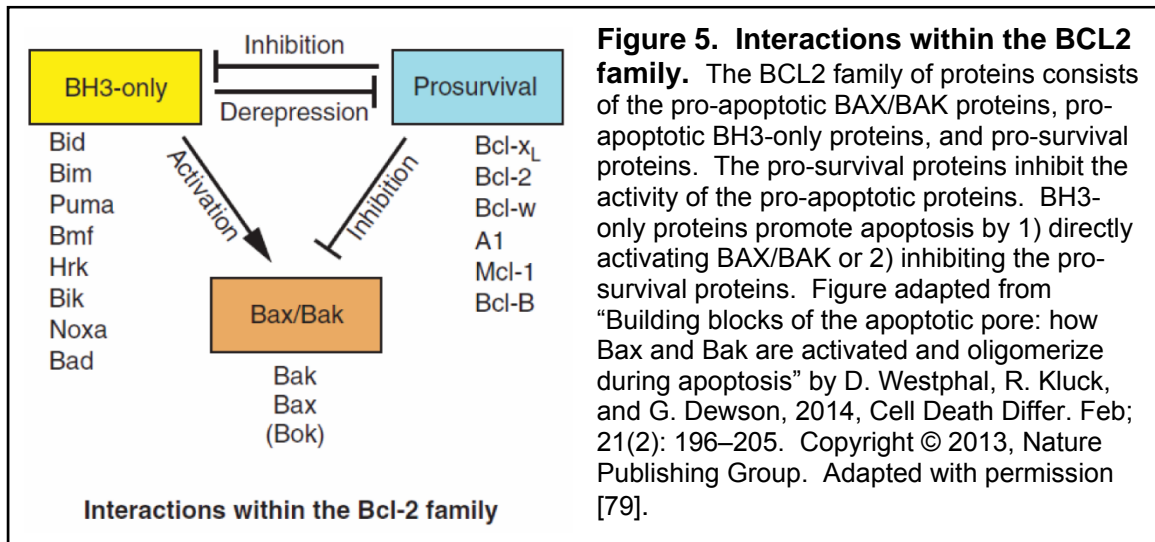 Inhibition
BH3-only
Prosurvival
Derepression
Bid
Bim
Puma
Bmf
Hrk
Bik
Noxa
Bad
Activation
Inhibition
Bcl-xL
Bcl-2
Bcl-w
A1
Mcl-1
Bcl-B
Bax/Bak
Bak
Bax
(Bok)
Interactions within the Bcl-2 family
Figure 5. Interactions within the BCL2
family. The BCL2 family of proteins consists
of the pro-apoptotic BAX/BAK proteins, pro-
apoptotic BH3-only proteins, and pro-survival
proteins. The pro-survival proteins inhibit the
activity of the pro-apoptotic proteins. BH3-
only proteins promote apoptosis by 1) directly
activating BAX/BAK or 2) inhibiting the pro-
survival proteins. Figure adapted from
“Building blocks of the apoptotic pore: how
Bax and Bak are activated and oligomerize
during apoptosis” by D. Westphal, R. Kluck,
and G. Dewson, 2014, Cell Death Differ. Feb;
21(2): 196–205. Copyright © 2013, Nature
Publishing Group. Adapted with permission
[79].